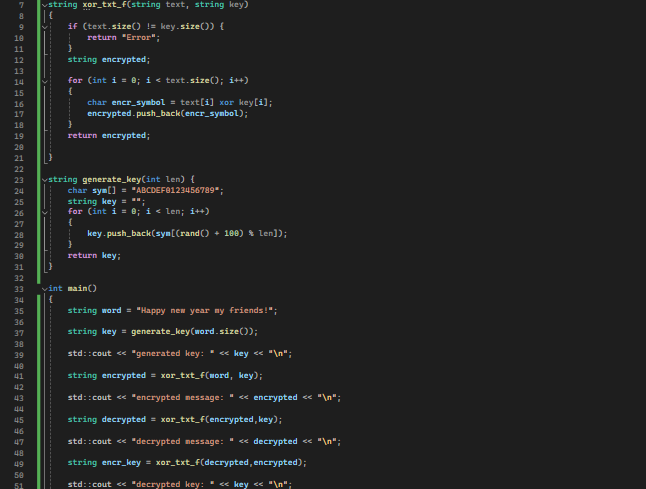 7 string xor_txt_f(string text, string key)
8 {
9 if (text.size() != key.size()) {
10 return "Error";
11 }
12 string encrypted;
13
14 for (int i = 0; i < text.size(); i++)
15 {
16 char encr_symbol = text[i] xor key[i];
17 encrypted.push_back(encr_symbol);
18 }
19 return encrypted;
20
21 }
22
23 string generate_key(int len) {
24 char sym[] = "ABCDEF0123456789";
25 string key = "";
26 for (int i = 0; i < len; i++)
27 {
28 key.push_back(sym[(rand() + 100) % len]);
29 }
30 return key;
31 }
32
33 int main()
34 {
35 string word = "Happy new year my friends!";
36
37 string key = generate_key(word.size());
38
39 std::cout << "generated key: " << key << "\n";
40
41 string encrypted = xor_txt_f(word, key);
42
43 std::cout << "encrypted message: " << encrypted << "\n";
44
45 string decrypted = xor_txt_f(encrypted,key);
46
47 std::cout << "decrypted message: " << decrypted << "\n";
48
49 string encr_key = xor_txt_f(decrypted,encrypted);
50
51 std::cout << "decrypted key: " << key << "\n";